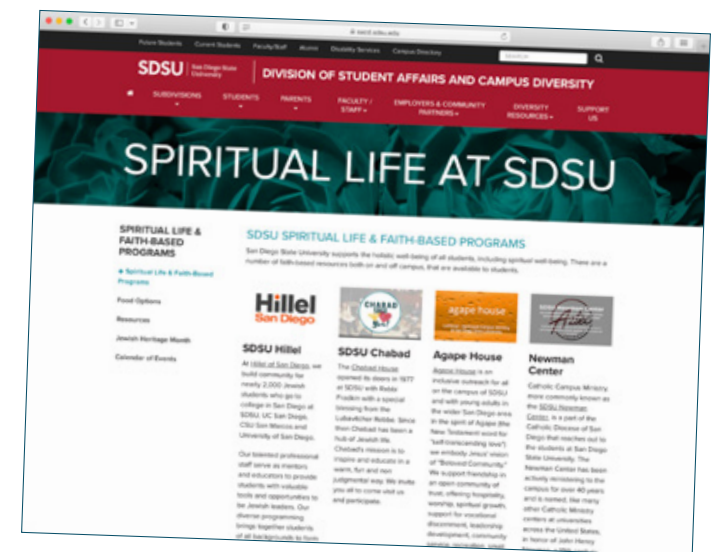 sacd.sdsu.edu
Future Students Current Students Faculty/Staff Alumni Disability Services Campus Directory
SDSU San Diego State
University
DIVISION OF STUDENT AFFAIRS AND CAMPUS DIVERSITY
SUBDIVISIONS STUDENTS PARENTS FACULTY / STAFF EMPLOYERS & COMMUNITY PARTNERS DIVERSITY RESOURCES SUPPORT US
SPIRITUAL LIFE AT SDSU
SPIRITUAL LIFE &
FAITH-BASED
PROGRAMS
Spiritual Life & Faith-Based
Programs
Food Options
Resources
Jewish Heritage Month
Calendar of Events
SDSU SPIRITUAL LIFE & FAITH-BASED PROGRAMS
San Diego State University supports the holistic well-being of all students, including spiritual well-being. There are a
number of faith-based resources both on and off campus, that are available to students.
Hillel
San Diego
SDSU Hillel
At Hillel of San Diego, we
build community for
nearly 2,000 Jewish
students who go to
college in San Diego at
SDSU, UC San Diego,
CSU San Marcos and
University of San Diego.
Our talented professional
staff serve as mentors
and educators to provide
students with valuable
tools and opportunities to
be Jewish leaders. Our
diverse programming
brings together students
of all backgrounds to form
CHABAD
SDSU Chabad
The Chabad House
opened its doors in 1977
at SDSU with Rabbi
Fradkin with a special
blessing from the
Lubavitcher Rebbe. Since
then Chabad has been a
hub of Jewish life.
Chabad's mission is to
inspire and educate in a
warm, fun and non
judgmental way. We invite
you all to come visit us
and participate.
agape house
Agape House
Agape House is an
inclusive outreach for all
on the campus of SDSU
and with young adults in
the wider San Diego area
in the spirit of Agape (the
New Testament word for
"self-transcending love")
we embody Jesus' vision
of "Beloved Community."
We support friendship in
an open community of
trust, offering hospitality,
worship, spiritual growth,
support for vocational
discernment, leadership
development, community
service, recreation, small
Newman
Center
Catholic Campus Ministry,
more commonly known as
the SDSU Newman
Center, is a part of the
Catholic Diocese of San
Diego that reaches out to
the students at San Diego
State University. The
Newman Center has been
actively ministering to the
campus for over 40 years
and is named, like many
other Catholic Ministry
centers at universities
across the United States,
in honor of John Henry